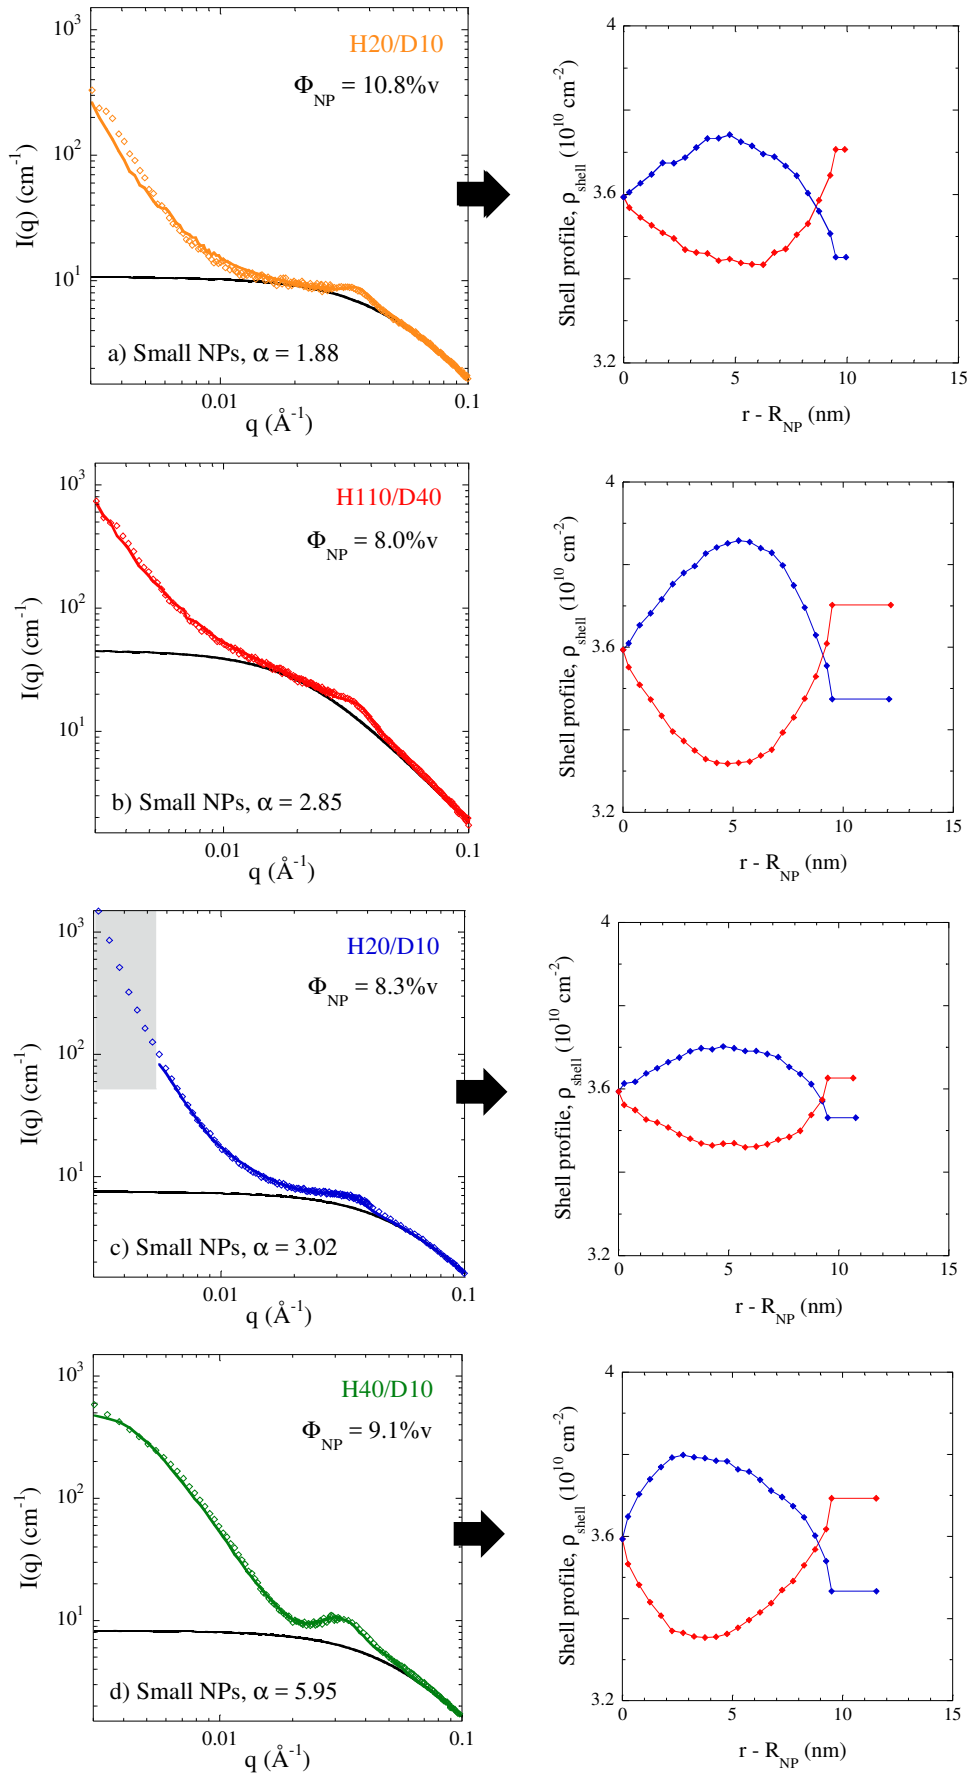 10³
10²
10¹
I(q) (cm⁻¹)
H20/D10
Φ_NP = 10.8%v
a) Small NPs, α = 1.88
0.01
0.1
q (Å⁻¹)
4
3.6
3.2
Shell profile, ρ_shell (10¹⁰ cm⁻²)
0
5
10
15
r - R_NP (nm)
10³
10²
10¹
I(q) (cm⁻¹)
H110/D40
Φ_NP = 8.0%v
b) Small NPs, α = 2.85
0.01
0.1
q (Å⁻¹)
4
3.6
3.2
Shell profile, ρ_shell (10¹⁰ cm⁻²)
0
5
10
15
r - R_NP (nm)
10³
10²
10¹
I(q) (cm⁻¹)
H20/D10
Φ_NP = 8.3%v
c) Small NPs, α = 3.02
0.01
0.1
q (Å⁻¹)
4
3.6
3.2
Shell profile, ρ_shell (10¹⁰ cm⁻²)
0
5
10
15
r - R_NP (nm)
10³
10²
10¹
I(q) (cm⁻¹)
H40/D10
Φ_NP = 9.1%v
d) Small NPs, α = 5.95
0.01
0.1
q (Å⁻¹)
4
3.6
3.2
Shell profile, ρ_shell (10¹⁰ cm⁻²)
0
5
10
15
r - R_NP (nm)